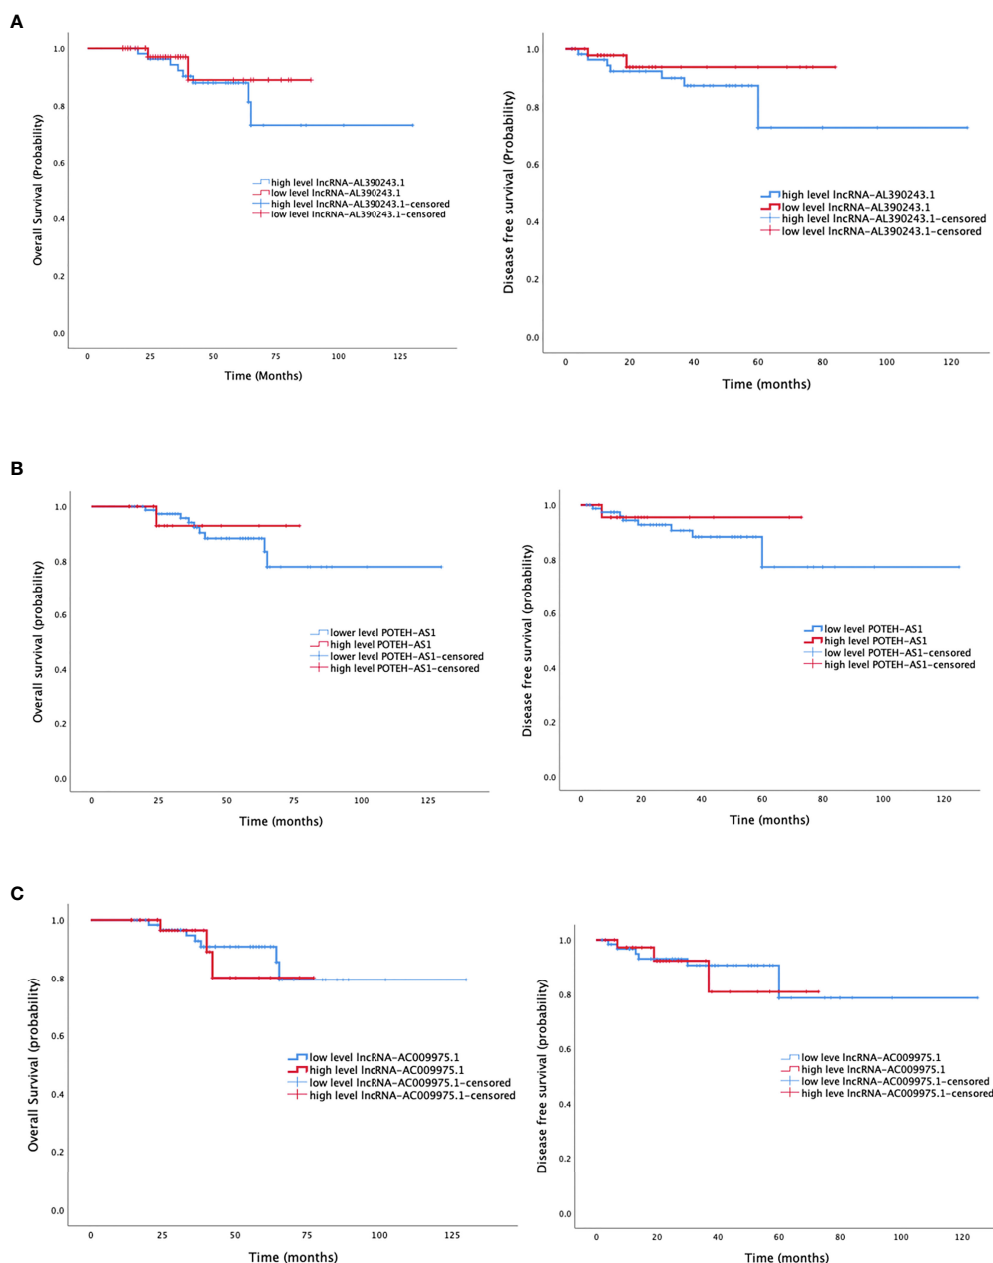 A
Overall Survival (Probability)
1.0
0.8
0.6
0.4
0.2
0.0
high level lncRNA-AL390243.1
low level lncRNA-AL390243.1
high level lncRNA-AL390243.1-censored
low level lncRNA-AL390243.1-censored
0 25 50 75 100 125
Time (Months)
Disease free survival (Probability)
1.0
0.8
0.6
0.4
0.2
0.0
high level lncRNA-AL390243.1
low level lncRNA-AL390243.1
high level lncRNA-AL390243.1-censored
low level lncRNA-AL390243.1-censored
0 20 40 60 80 100 120
Time (months)
B
Overall survival (probability)
1.0
0.8
0.6
0.4
0.2
0.0
lower level POTEH-AS1
high level POTEH-AS1
lower level POTEH-AS1-censored
high level POTEH-AS1-censored
0 25 50 75 100 125
Time (months)
Disease free survival (probability)
1.0
0.8
0.6
0.4
0.2
0.0
low level POTEH-AS1
high level POTEH-AS1
low level POTEH-AS1-censored
high level POTEH-AS1-censored
0 20 40 60 80 100 120
Tine (months)
C
Overall Survival (probability)
1.0
0.8
0.6
0.4
0.2
0.0
low level lncRNA-AC009975.1
high level lncRNA-AC009975.1
low level lncRNA-AC009975.1-censored
high level lncRNA-AC009975.1-censored
0 25 50 75 100 125
Time (months)
Disease free survival (probability)
1.0
0.8
0.6
0.4
0.2
0.0
low leve lncRNA-AC009975.1
high leve lncRNA-AC009975.1
low leve lncRNA-AC009975.1-censored
high leve lncRNA-AC009975.1-censored
0 20 40 60 80 100 120
Time (months)